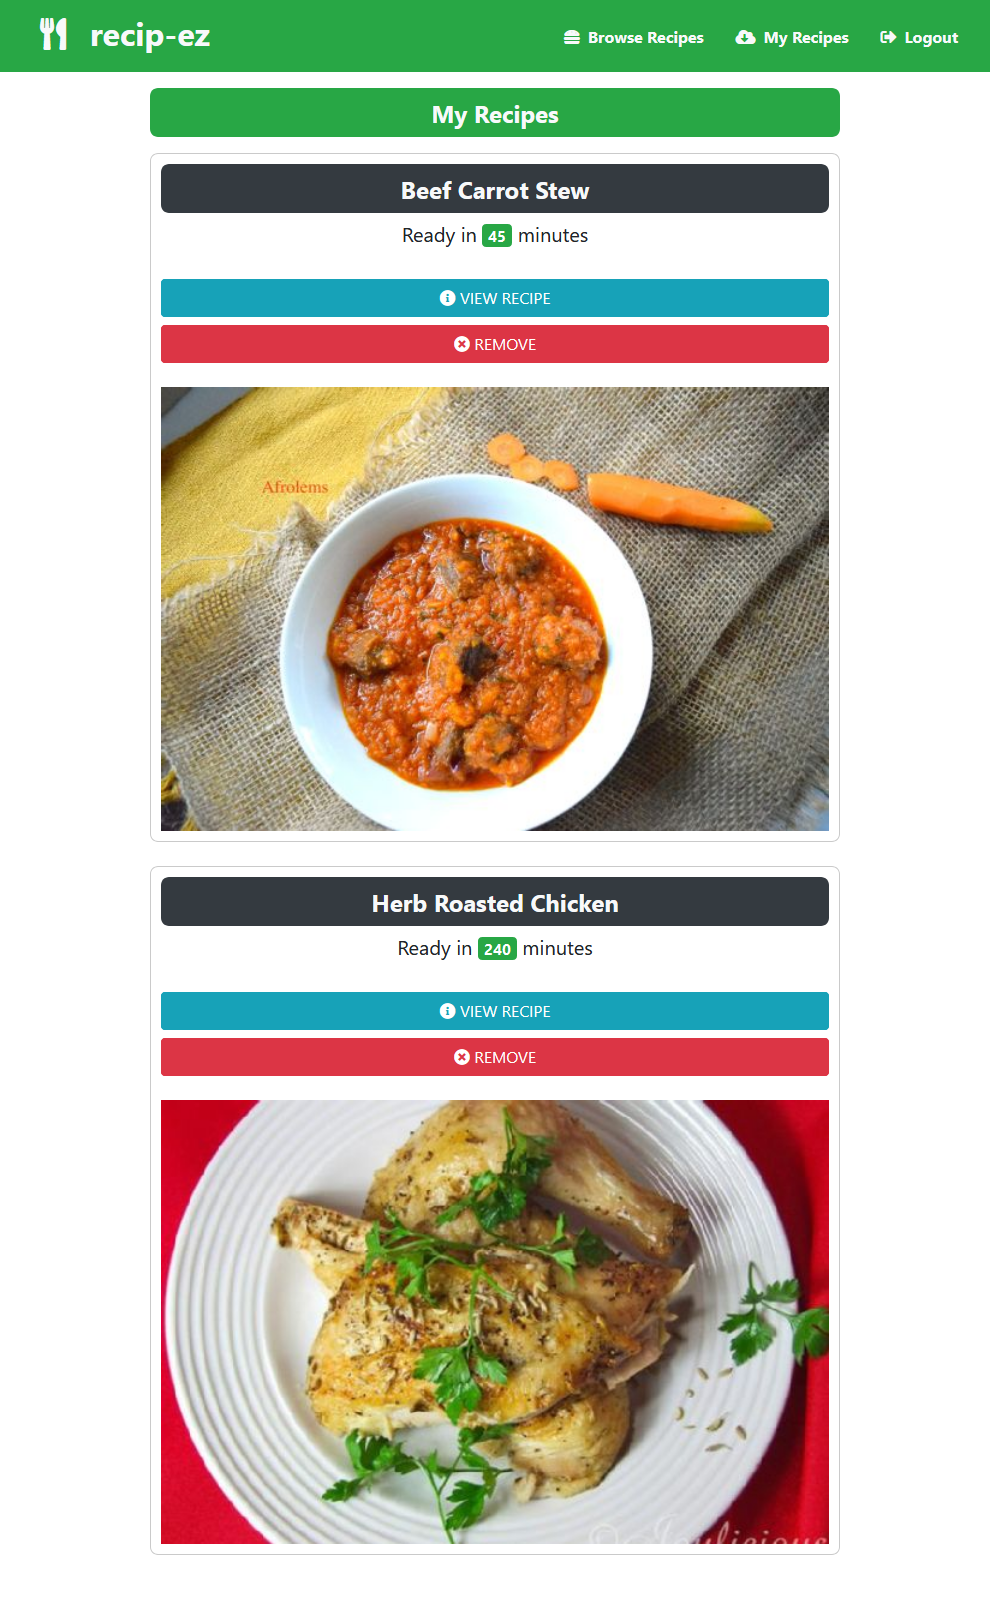 recip-ez
Browse Recipes
My Recipes
Logout
My Recipes
Beef Carrot Stew
Ready in 45 minutes
VIEW RECIPE
REMOVE
Afrolems
Herb Roasted Chicken
Ready in 240 minutes
VIEW RECIPE
REMOVE